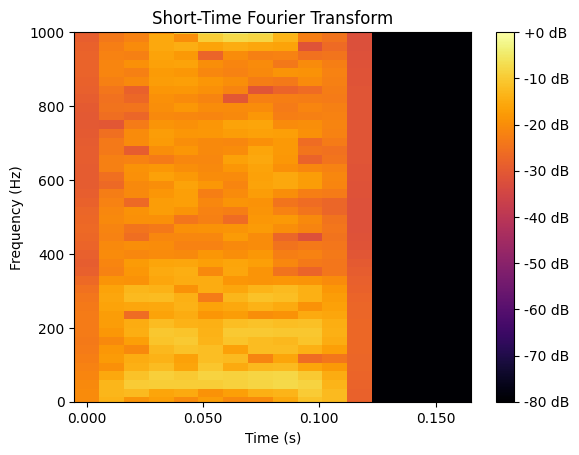 Short-Time Fourier Transform
1000
800
600
400
200
0
Frequency (Hz)
0.000
0.050
0.100
0.150
Time (s)
+0 dB
-10 dB
-20 dB
-30 dB
-40 dB
-50 dB
-60 dB
-70 dB
-80 dB